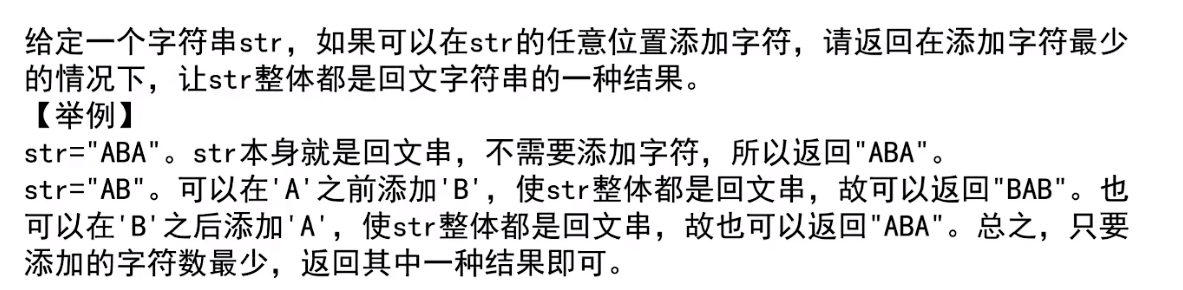 给定一个字符串str，如果可以在str的任意位置添加字符，请返回在添加字符最少
的情况下，让str整体都是回文字符串的一种结果。
【举例】
str="ABA"。str本身就是回文串，不需要添加字符，所以返回"ABA"。
str="AB"。可以在'A'之前添加'B'，使str整体都是回文串，故可以返回"BAB"。也
可以在'B'之后添加'A'，使str整体都是回文串，故也可以返回"ABA"。总之，只要
添加的字符数最少，返回其中一种结果即可。